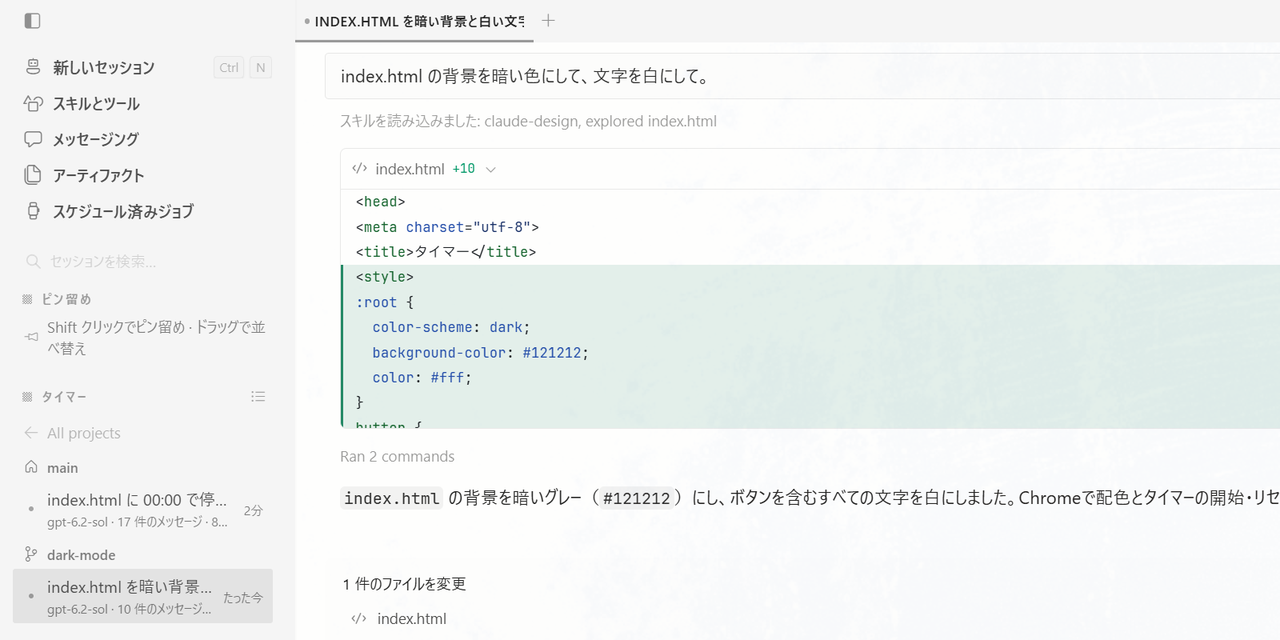 INDEX.HTML を暗い背景と白い文字
新しいセッション
Ctrl N
スキルとツール
メッセージング
アーティファクト
スケジュール済みジョブ
セッションを検索...
ピン留め
Shift クリックでピン留め · ドラッグで並
べ替え
タイマー
All projects
main
index.html に 00:00 で停...
2分
gpt-6.2-sol · 17 件のメッセージ · 8...
dark-mode
index.html を暗い背景...
たった今
gpt-6.2-sol · 10 件のメッセージ...
index.html の背景を暗い色にして、文字を白にして。
スキルを読み込みました: claude-design, explored index.html
index.html +10
<head>
<meta charset="utf-8">
<title>タイマー</title>
<style>
:root {
color-scheme: dark;
background-color: #121212;
color: #fff;
}
button {
Ran 2 commands
index.html の背景を暗いグレー（#121212）にし、ボタンを含むすべての文字を白にしました。Chromeで配色とタイマーの開始・リセ
1 件のファイルを変更
index.html